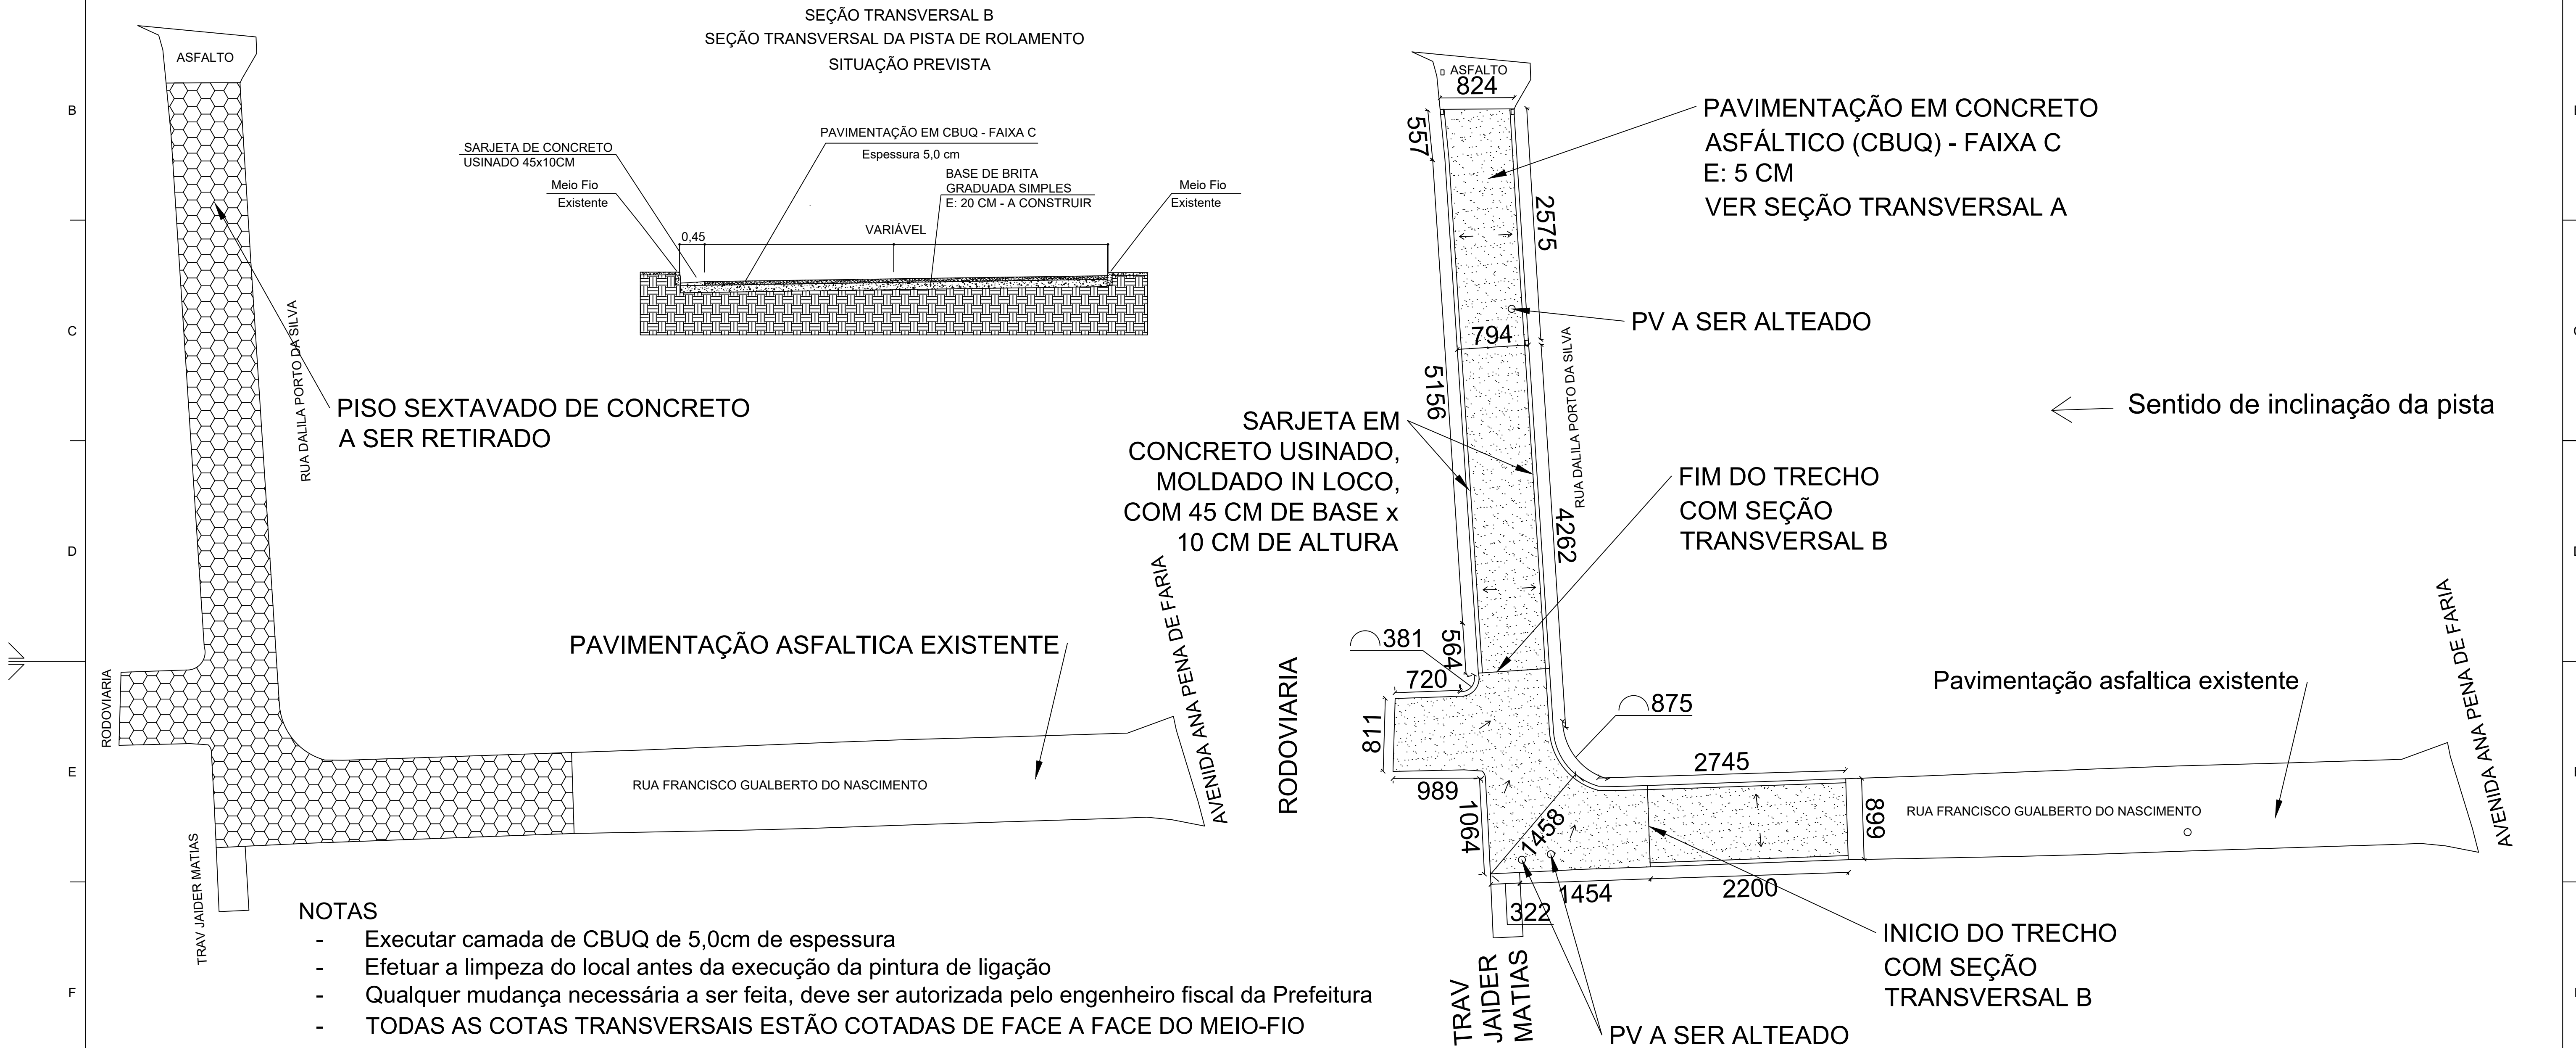 SEÇÃO TRANSVERSAL B
SEÇÃO TRANSVERSAL DA PISTA DE ROLAMENTO
SITUAÇÃO PREVISTA
B
C
D
E
F
ASFALTO
RUA DALILA PORTO DA SILVA
PISO SEXTAVADO DE CONCRETO
A SER RETIRADO
SARJETA DE CONCRETO
USINADO 45x10CM
Meio Fio
Existente
PAVIMENTAÇÃO EM CBUQ - FAIXA C
Espessura 5,0 cm
BASE DE BRITA
GRADUADA SIMPLES
E: 20 CM - A CONSTRUIR
Meio Fio
Existente
0,45
VARIÁVEL
PAVIMENTAÇÃO ASFALTICA EXISTENTE
RODOVIARIA
RUA FRANCISCO GUALBERTO DO NASCIMENTO
AVENIDA ANA PENA DE FARIA
TRAV JAIDER MATIAS
NOTAS
- Executar camada de CBUQ de 5,0cm de espessura
- Efetuar a limpeza do local antes da execução da pintura de ligação
- Qualquer mudança necessária a ser feita, deve ser autorizada pelo engenheiro fiscal da Prefeitura
- TODAS AS COTAS TRANSVERSAIS ESTÃO COTADAS DE FACE A FACE DO MEIO-FIO
ASFALTO
824
557
2575
PAVIMENTAÇÃO EM CONCRETO
ASFÁLTICO (CBUQ) - FAIXA C
E: 5 CM
VER SEÇÃO TRANSVERSAL A
PV A SER ALTEADO
794
RUA DALILA PORTO DA SILVA
5156
Sentido de inclinação da pista
SARJETA EM
CONCRETO USINADO,
MOLDADO IN LOCO,
COM 45 CM DE BASE x
10 CM DE ALTURA
FIM DO TRECHO
COM SEÇÃO
TRANSVERSAL B
4262
564
381
720
811
RODOVIARIA
989
1064
1458
875
2745
899
Pavimentação asfaltica existente
RUA FRANCISCO GUALBERTO DO NASCIMENTO
AVENIDA ANA PENA DE FARIA
322
1454
2200
INICIO DO TRECHO
COM SEÇÃO
TRANSVERSAL B
TRAV
JAIDER
MATIAS
PV A SER ALTEADO